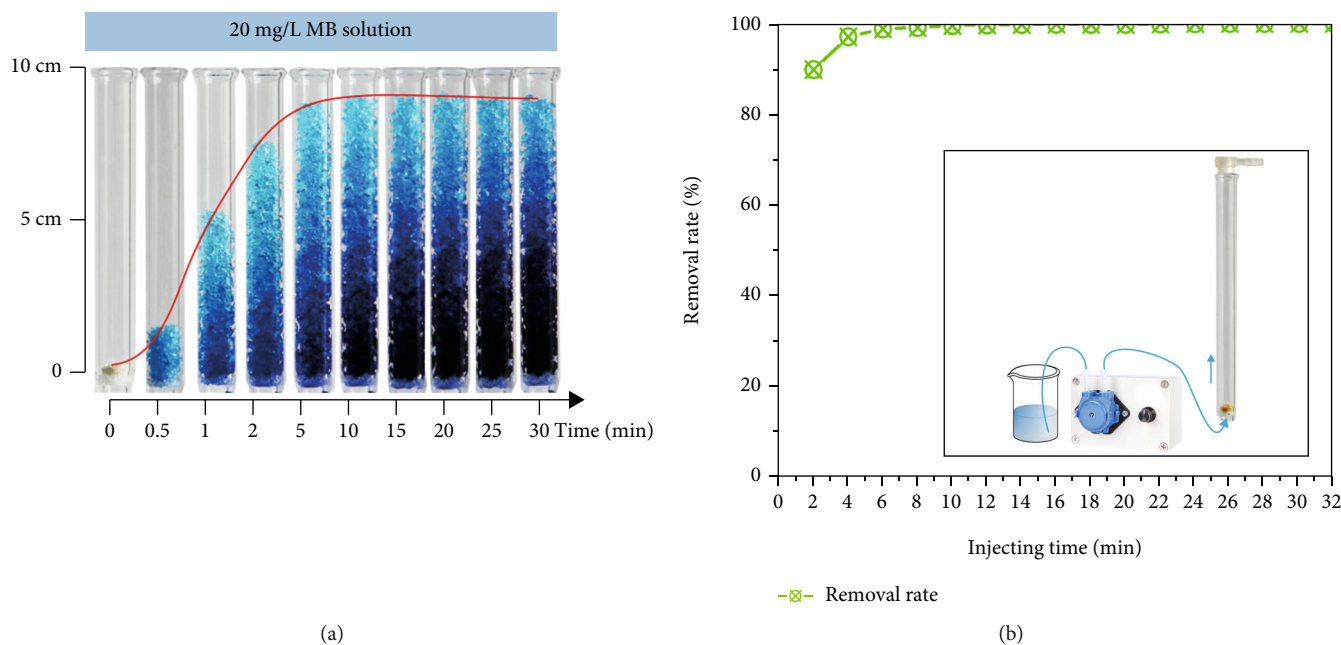 20 mg/L MB solution
10 cm
5 cm
0
0 0.5 1 2 5 10 15 20 25 30 Time (min)
(a)
100
80
60
40
20
0
Removal rate (%)
0 2 4 6 8 10 12 14 16 18 20 22 24 26 28 30 32
Injecting time (min)
Removal rate
(b)